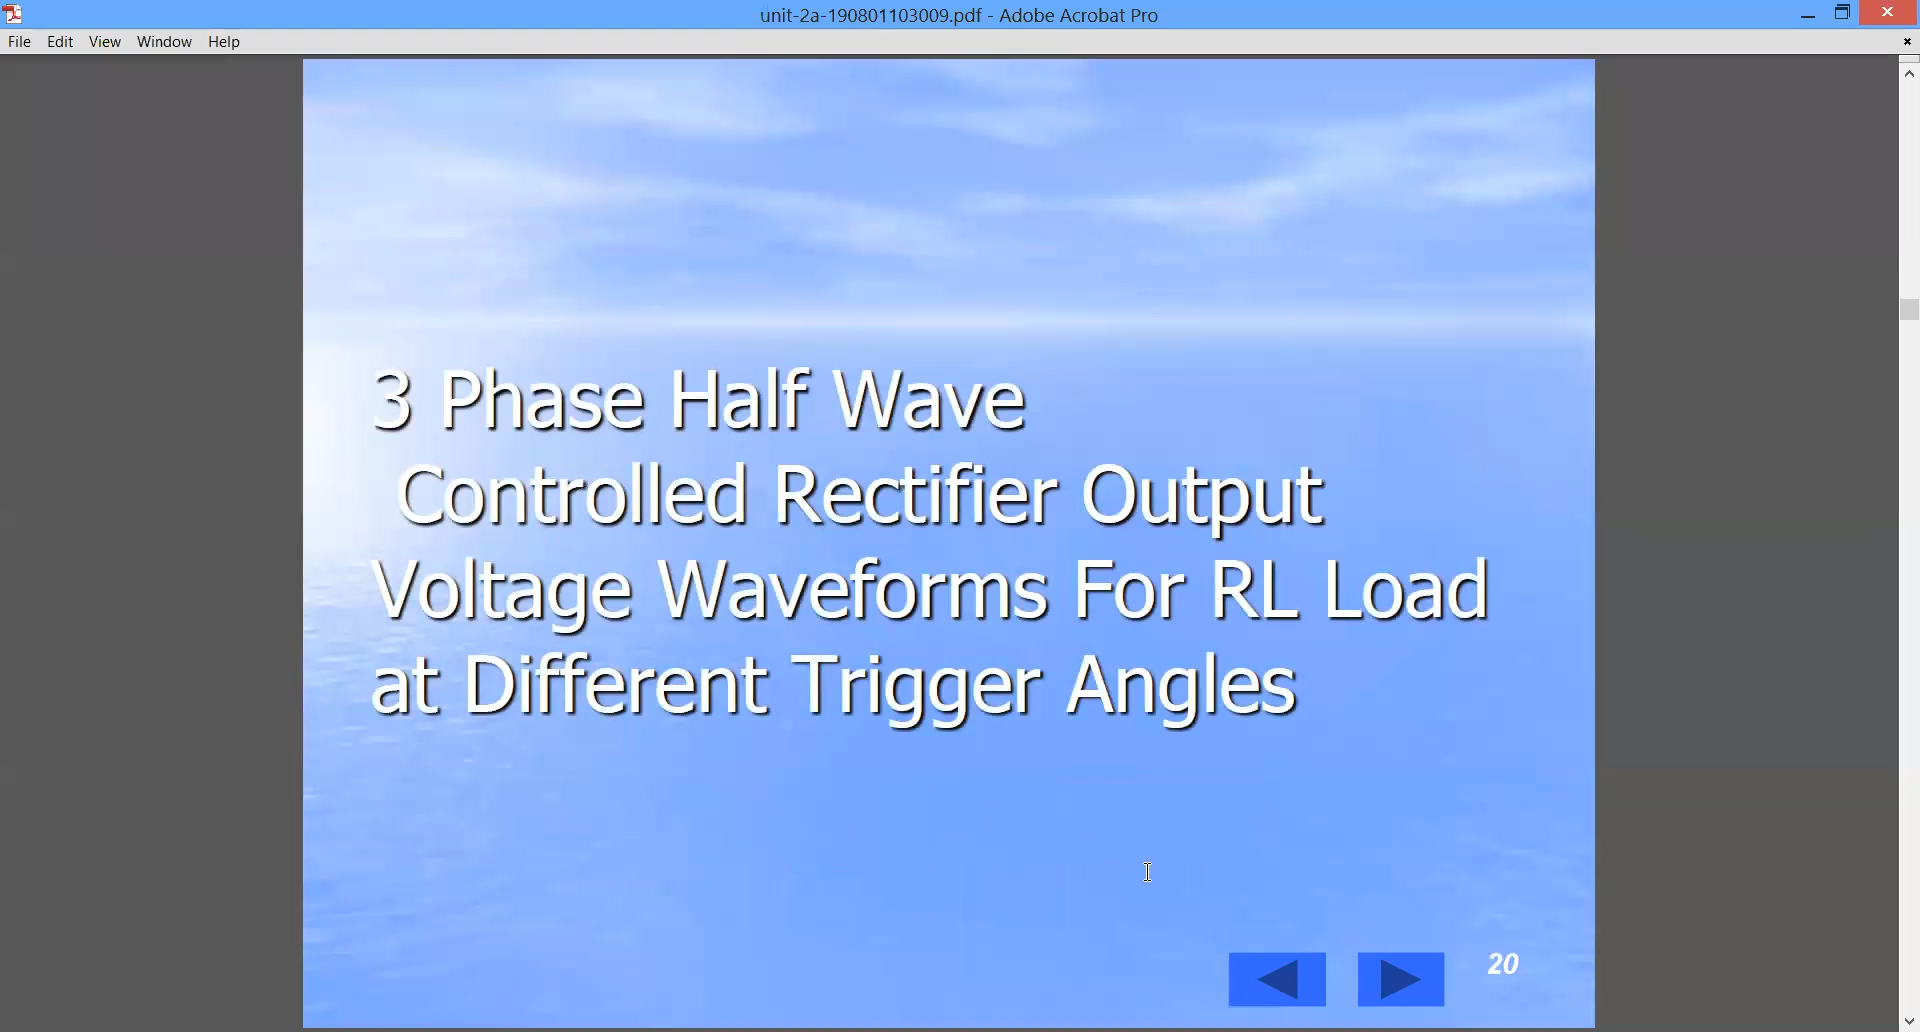 unit-2a-190801103009.pdf - Adobe Acrobat Pro
File Edit View Window Help
3 Phase Half Wave
Controlled Rectifier Output
Voltage Waveforms For RL Load
at Different Trigger Angles
20